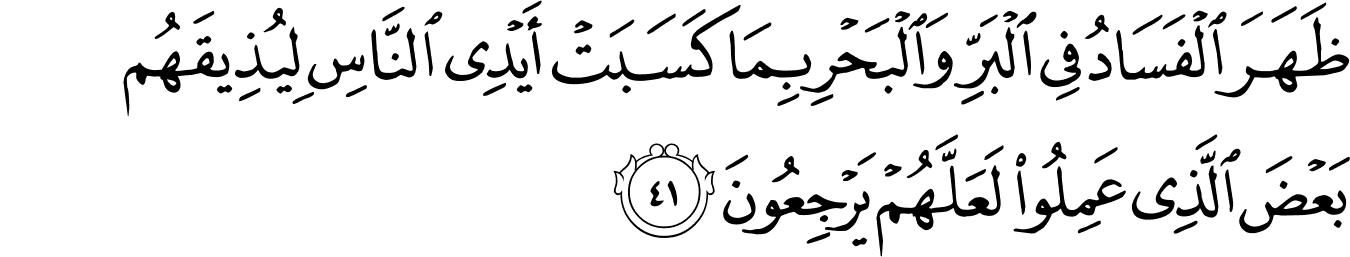 ظَهَرَ ٱلْفَسَادُ فِى ٱلْبَرِّ وَٱلْبَحْرِ بِمَا كَسَبَتْ أَيْدِى ٱلنَّاسِ لِيُذِيقَهُم
بَعْضَ ٱلَّذِى عَمِلُوا۟ لَعَلَّهُمْ يَرْجِعُونَ ٤١